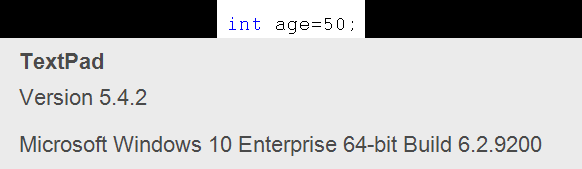 int age=50;
TextPad
Version 5.4.2
Microsoft Windows 10 Enterprise 64-bit Build 6.2.9200